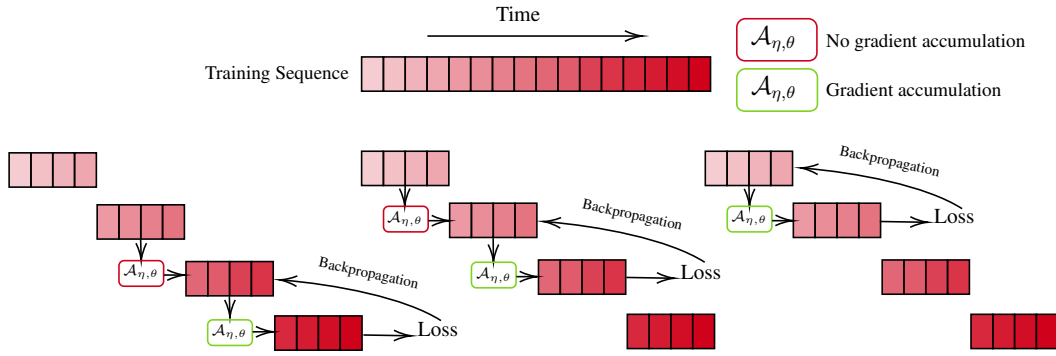 Time
Training Sequence
𝒜η,θ No gradient accumulation
𝒜η,θ Gradient accumulation
Backpropagation
𝒜η,θ
𝒜η,θ
Loss
Backpropagation
𝒜η,θ
𝒜η,θ
Loss
Backpropagation
𝒜η,θ
Loss